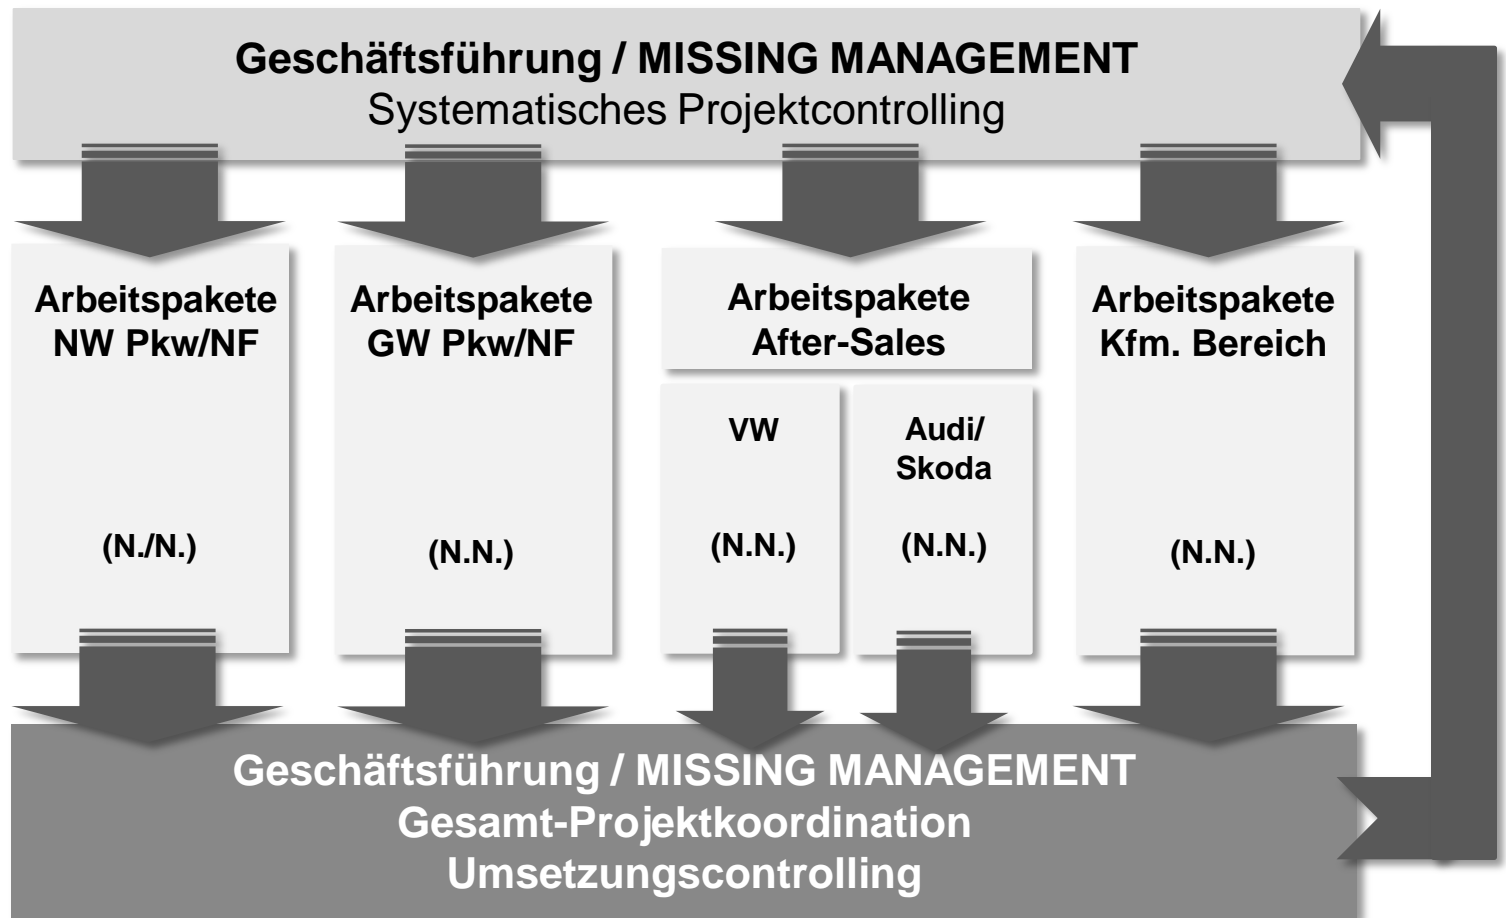 Geschäftsführung / MISSING MANAGEMENT
Systematisches Projektcontrolling
Arbeitspakete
NW Pkw/NF
(N./N.)
Arbeitspakete
GW Pkw/NF
(N.N.)
Arbeitspakete
After-Sales
VW
(N.N.)
Audi/
Skoda
(N.N.)
Arbeitspakete
Kfm. Bereich
(N.N.)
Geschäftsführung / MISSING MANAGEMENT
Gesamt-Projektkoordination
Umsetzungscontrolling